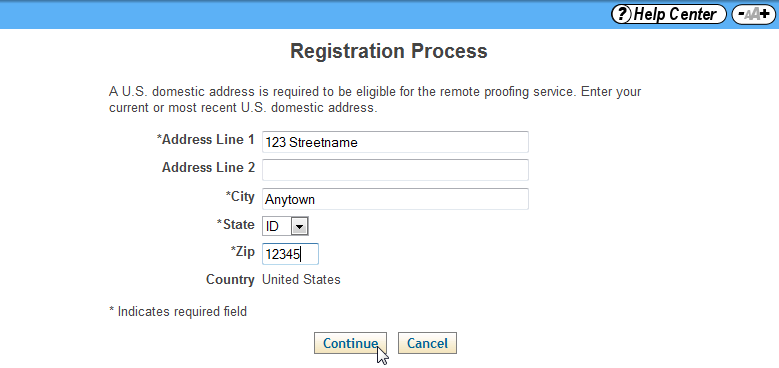 ? Help Center -AA+
Registration Process
A U.S. domestic address is required to be eligible for the remote proofing service. Enter your
current or most recent U.S. domestic address.
*Address Line 1 123 Streetname
Address Line 2
*City Anytown
*State ID
*Zip 12345
Country United States
* Indicates required field
Continue Cancel